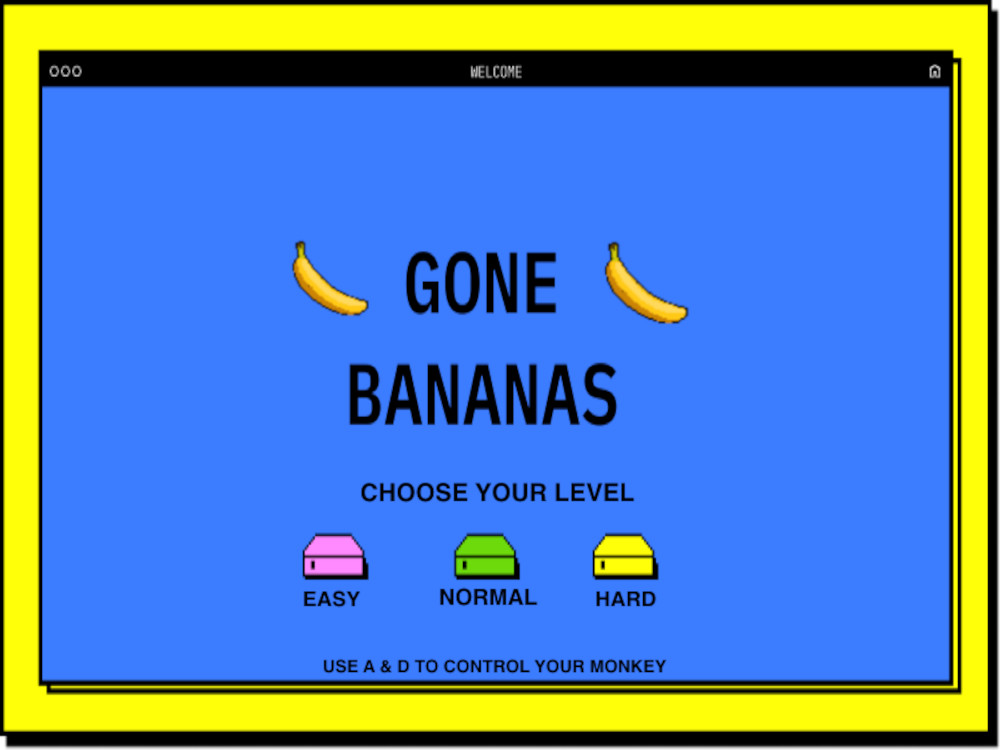 WELCOME
GONE
BANANAS
CHOOSE YOUR LEVEL
EASY NORMAL HARD
USE A & D TO CONTROL YOUR MONKEY